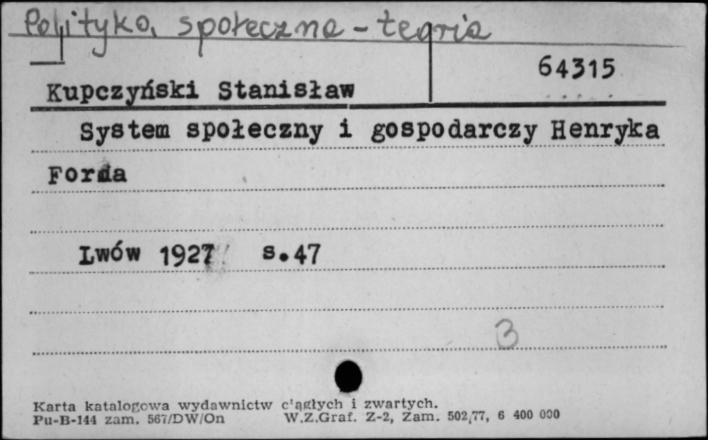 Polityka społeczna - teoria
64315
Kupczyński Stanisław
System społeczny i gospodarczy Henryka
Forda
Lwów 1927 s.47
3
Karta katalogowa wydawnictw ciągłych i zwartych.
Pu-B-144 zam. 567/DW/On W.Z.Graf. Z-2, Zam. 502/77, 6 400 000